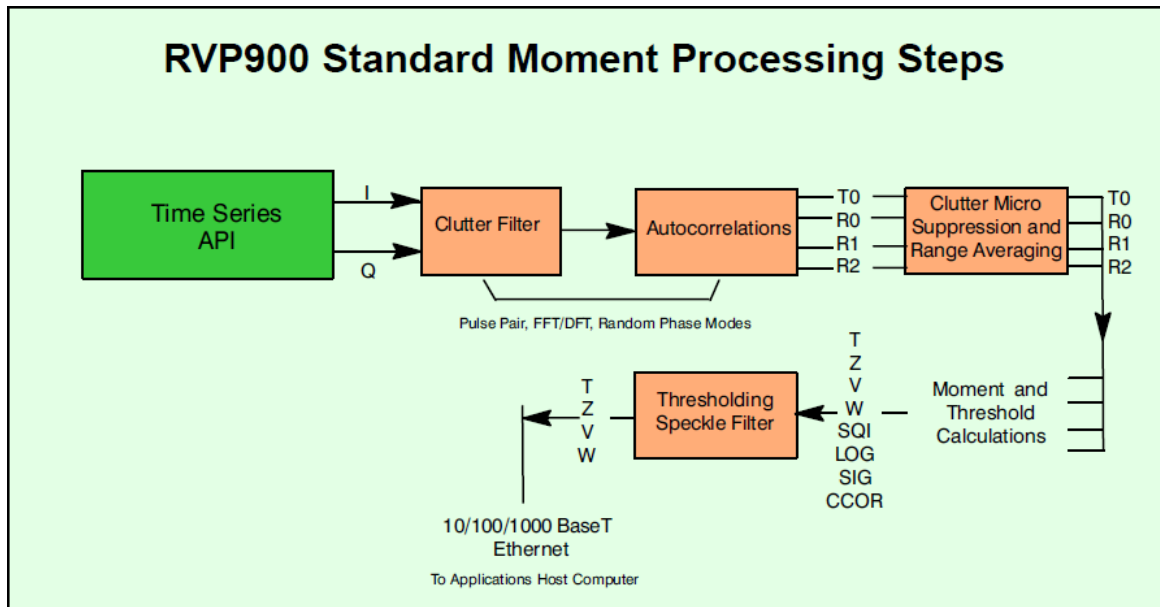 RVP900 Standard Moment Processing Steps
Time Series
API
I
Q
Clutter Filter
Autocorrelations
T0
R0
R1
R2
Clutter Micro
Suppression and
Range Averaging
T0
R0
R1
R2
Pulse Pair, FFT/DFT, Random Phase Modes
Moment and
Threshold
Calculations
T
Z
V
W
SQI
LOG
SIG
CCOR
Thresholding
Speckle Filter
T
Z
V
W
10/100/1000 BaseT
Ethernet
To Applications Host Computer